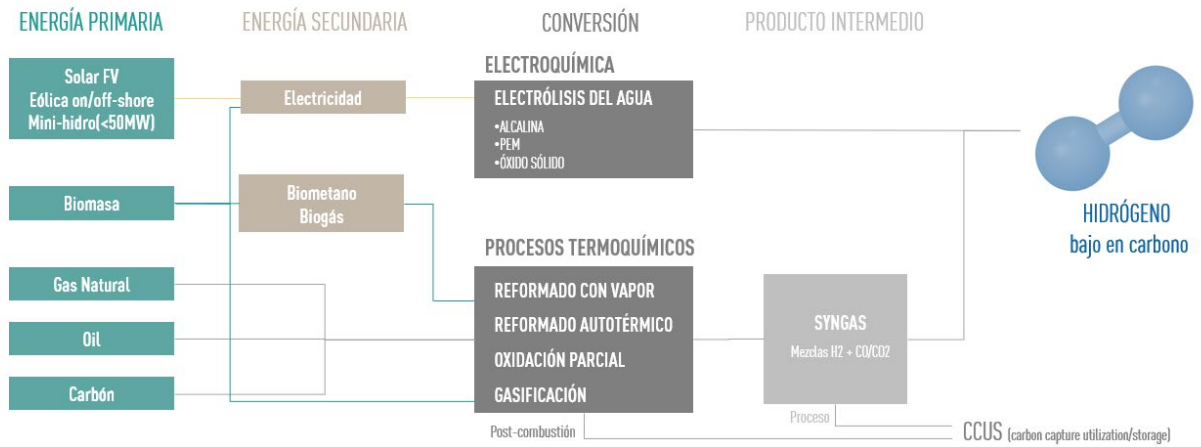 ENERGÍA PRIMARIA
ENERGÍA SECUNDARIA
CONVERSIÓN
PRODUCTO INTERMEDIO
Solar FV
Eólica on/off-shore
Mini-hidro(<50MW)
Biomasa
Gas Natural
Oil
Carbón
Electricidad
Biometano
Biogás
ELECTROQUÍMICA
ELECTRÓLISIS DEL AGUA
•ALCALINA
•PEM
•ÓXIDO SÓLIDO
PROCESOS TERMOQUÍMICOS
REFORMADO CON VAPOR
REFORMADO AUTOTÉRMICO
OXIDACIÓN PARCIAL
GASIFICACIÓN
Post-combustión
SYNGAS
Mezclas H2 + CO/CO2
Proceso
HIDRÓGENO
bajo en carbono
CCUS (carbon capture utilization/storage)